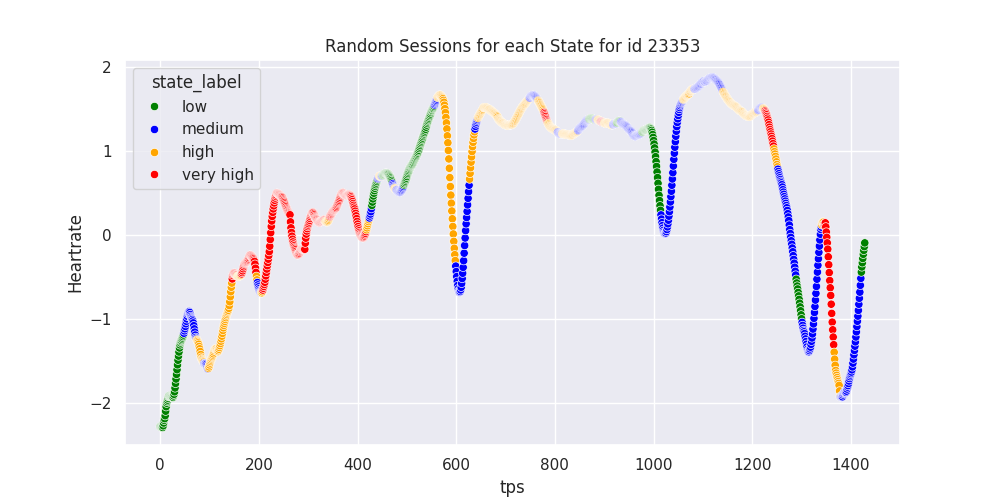 Random Sessions for each State for id 23353
state_label
low
medium
high
very high
Heartrate
2
1
0
−1
−2
0 200 400 600 800 1000 1200 1400
tps